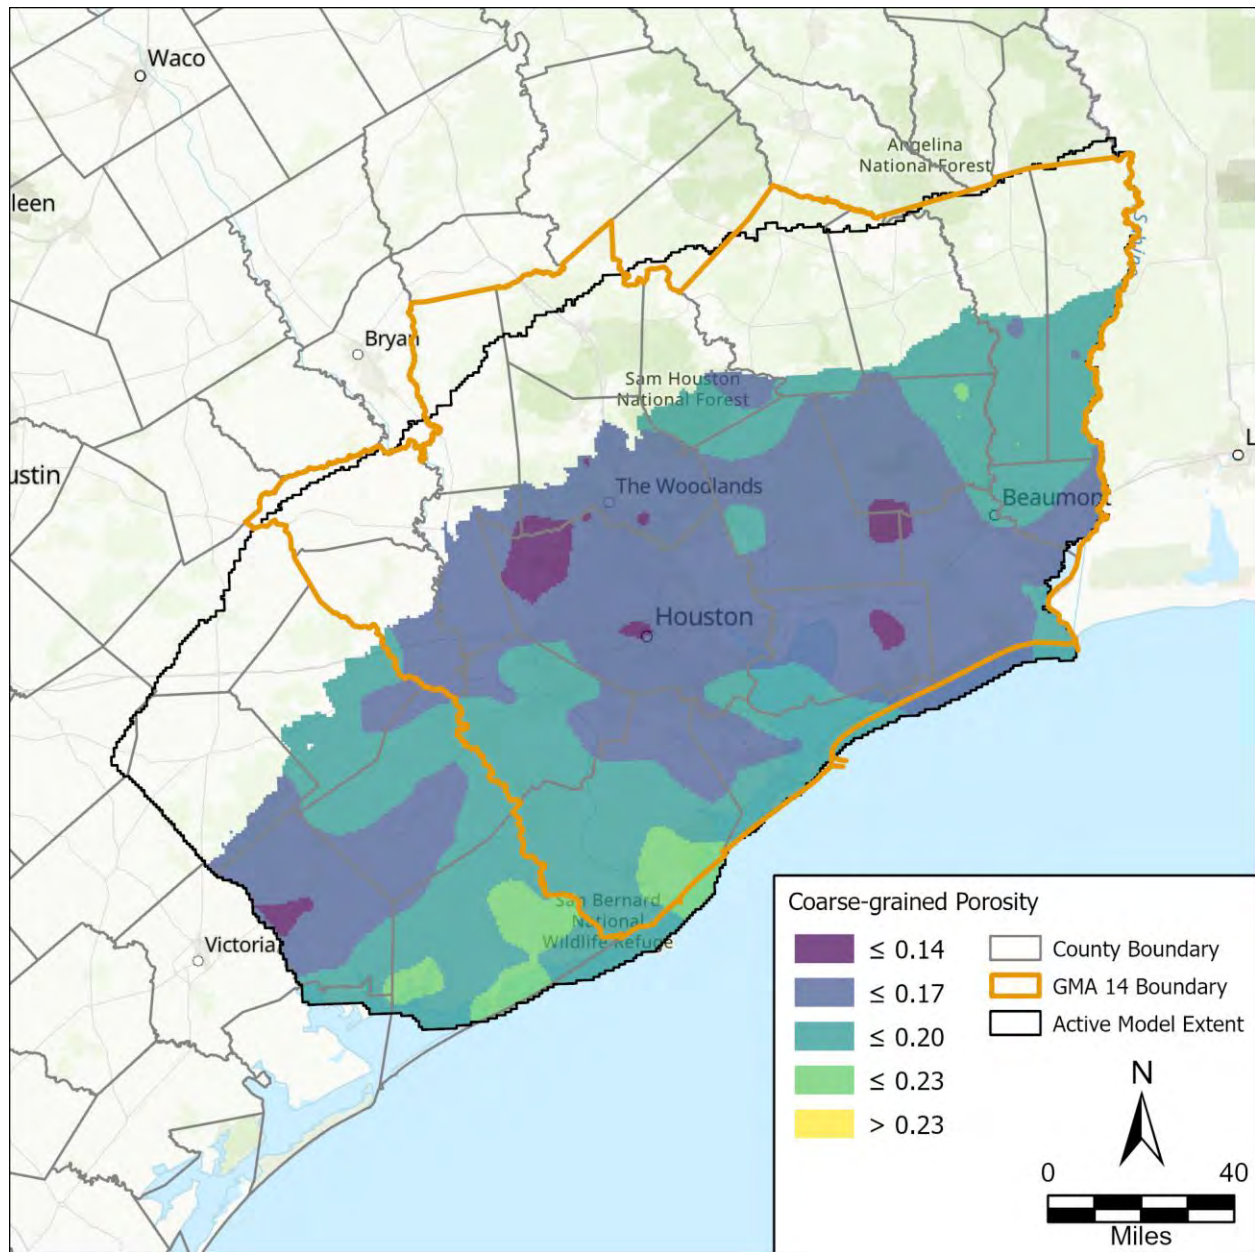 Waco
Angelina
National Forest
leen
Bryan
Sam Houston
National Forest
ustin
L
The Woodlands
Beaumont
Houston
San Bernard
National
Wildlife Refuge
Victoria
Coarse-grained Porosity
≤ 0.14
≤ 0.17
≤ 0.20
≤ 0.23
> 0.23
County Boundary
GMA 14 Boundary
Active Model Extent
N
0 40
Miles